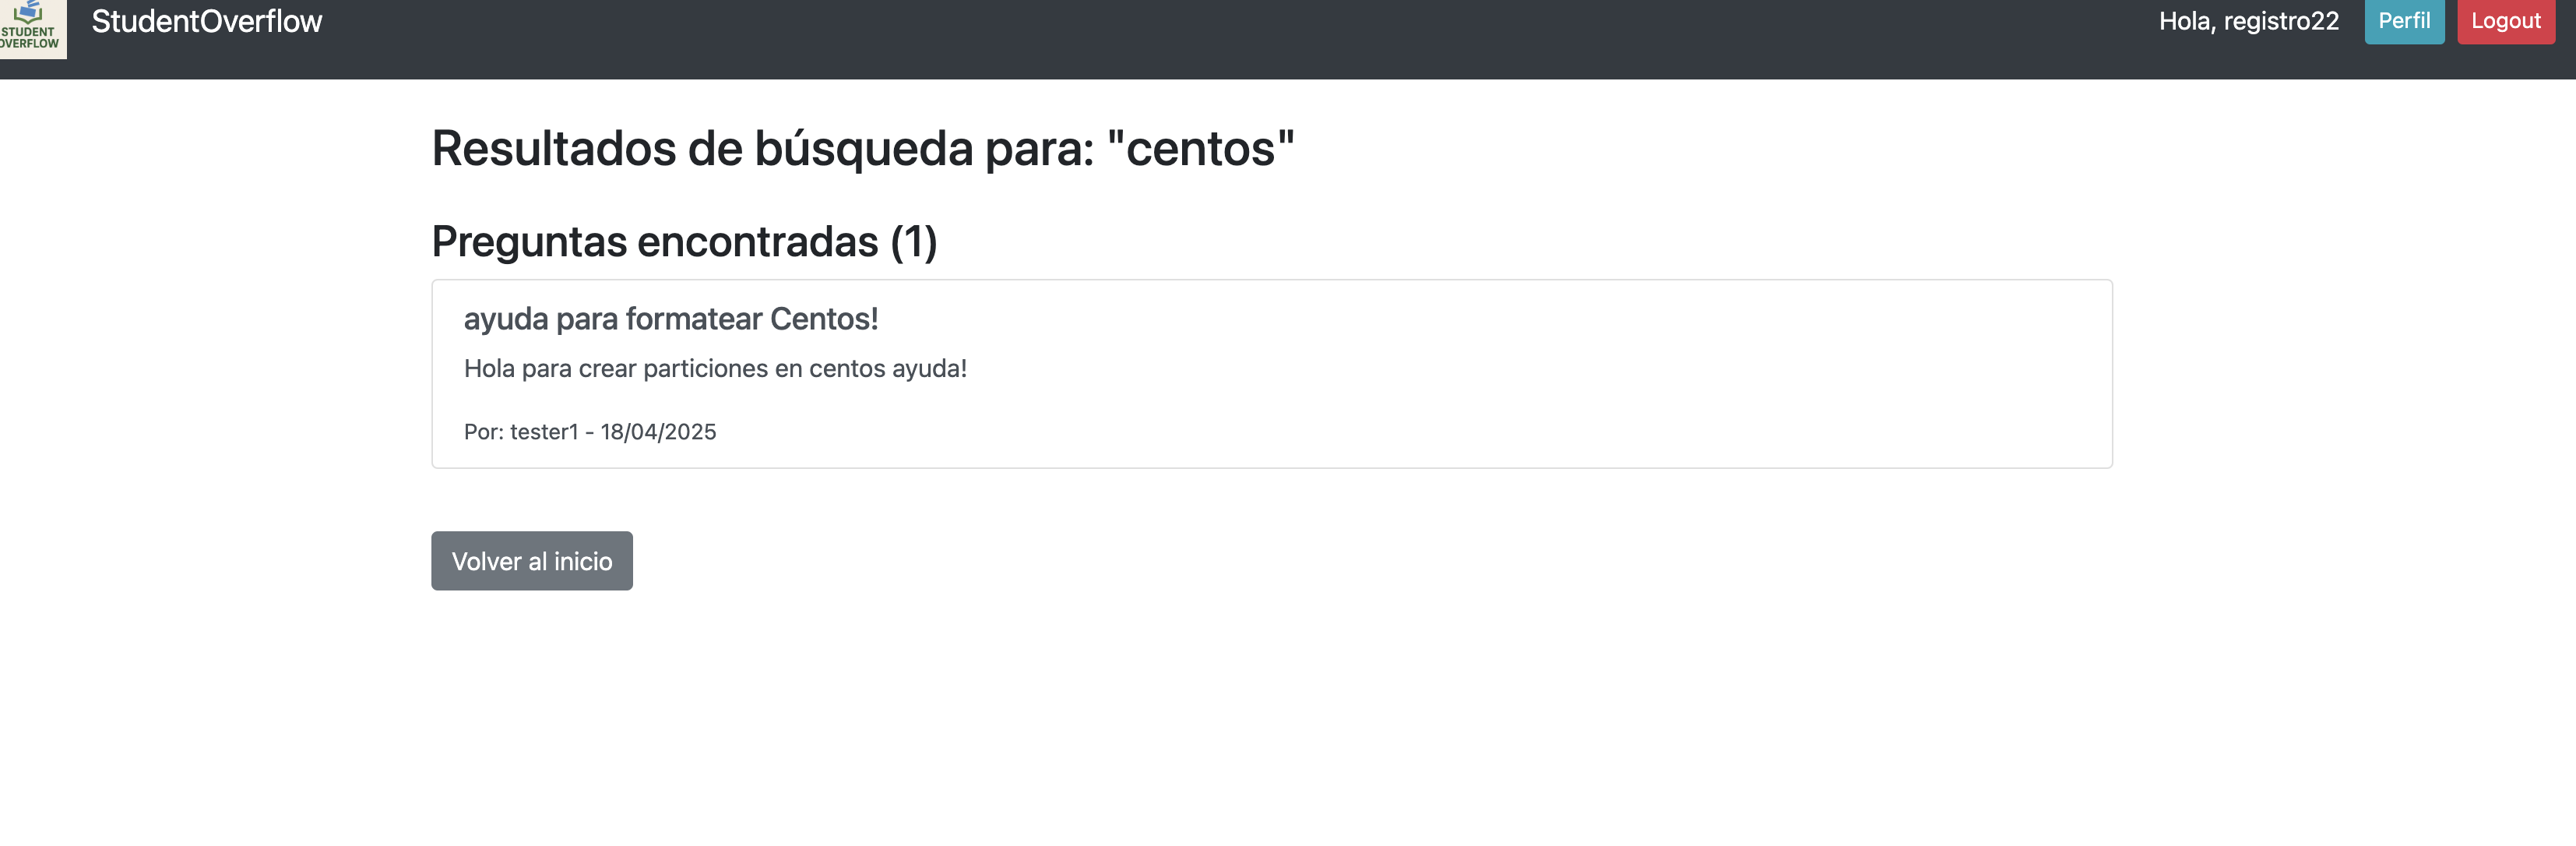 STUDENT
OVERFLOW
StudentOverflow
Hola, registro22
Perfil
Logout
Resultados de búsqueda para: "centos"
Preguntas encontradas (1)
ayuda para formatear Centos!
Hola para crear particiones en centos ayuda!
Por: tester1 - 18/04/2025
Volver al inicio